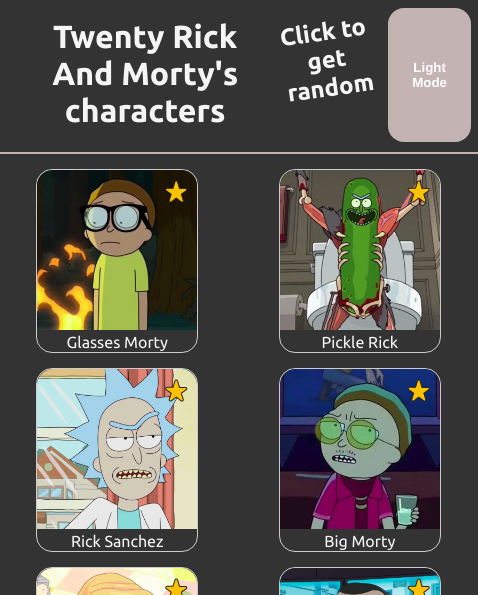 Twenty Rick
And Morty's
characters
Click to
get
random
Light
Mode
Glasses Morty
Pickle Rick
Rick Sanchez
Big Morty